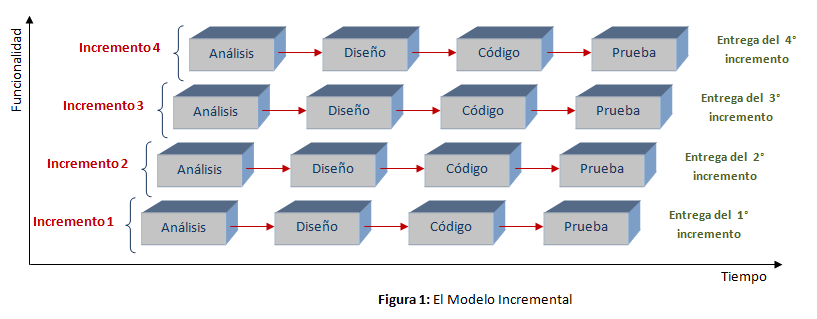 Funcionalidad
Incremento 4
Análisis
Diseño
Código
Prueba
Entrega del 4°
incremento
Incremento 3
Análisis
Diseño
Código
Prueba
Entrega del 3°
incremento
Incremento 2
Análisis
Diseño
Código
Prueba
Entrega del 2°
incremento
Incremento 1
Análisis
Diseño
Código
Prueba
Entrega del 1°
incremento
Tiempo
Figura 1: El Modelo Incremental